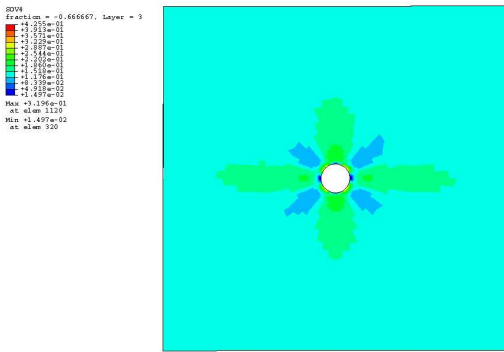 SDV4
fraction = -0.666667, Layer = 3
+4.255e-01
+3.913e-01
+3.571e-01
+3.229e-01
+2.887e-01
+2.544e-01
+2.202e-01
+1.860e-01
+1.518e-01
+1.176e-01
+8.339e-02
+4.918e-02
+1.497e-02
Max +3.196e-01
at elem 1120
Min +1.497e-02
at elem 320